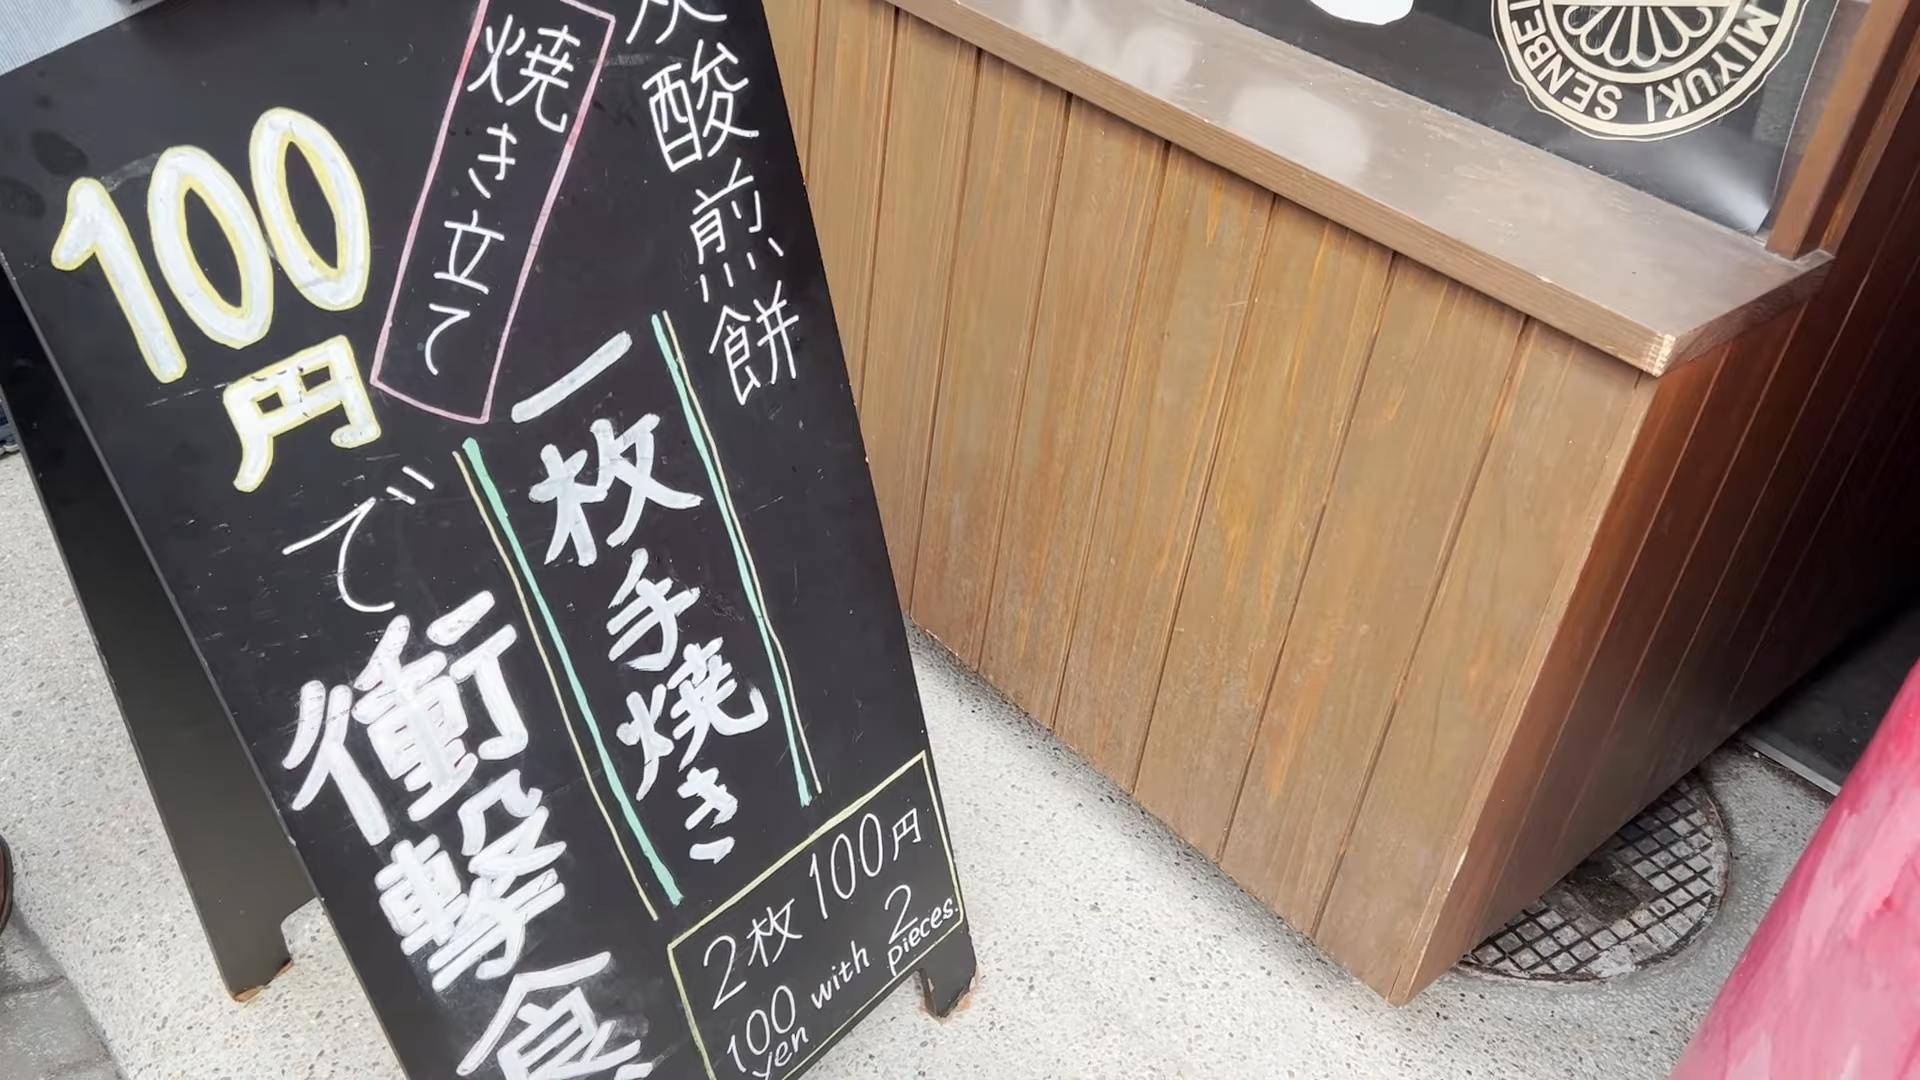 炭酸煎餅
焼き立て
一枚手焼き
100円
で
衝撃食
2枚 100円
100 with 2
yen pieces.
MIYUKI SENBEI